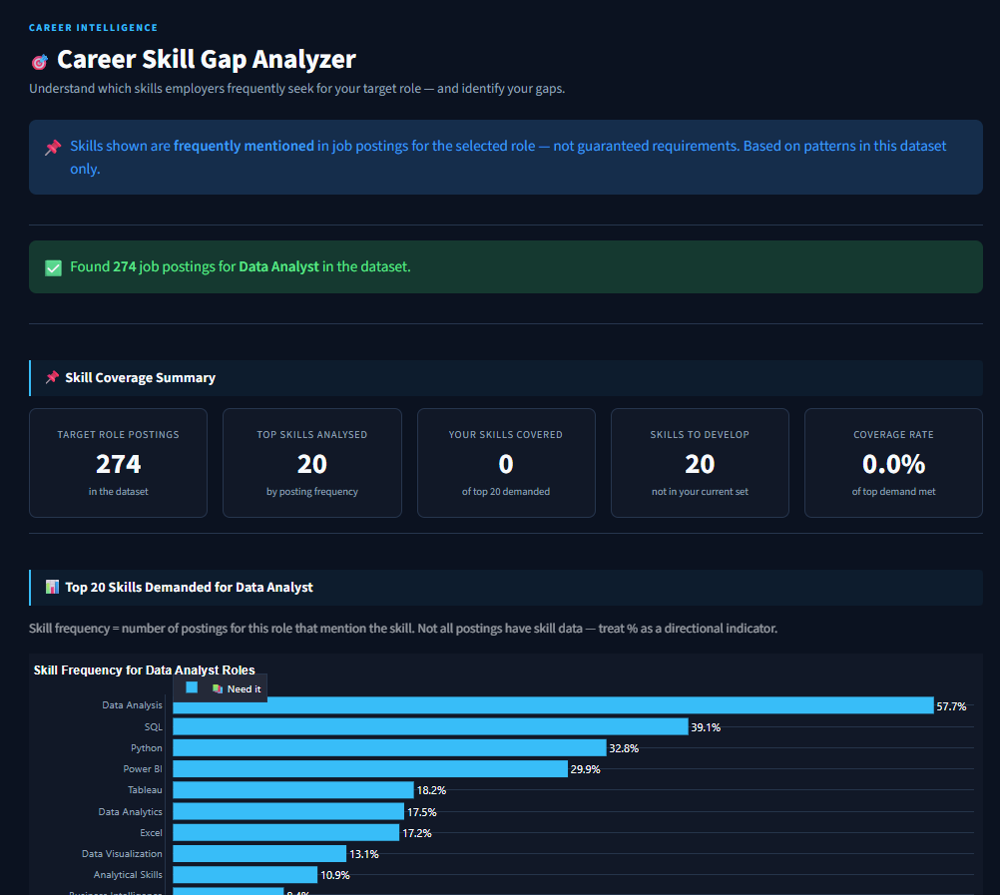 CAREER INTELLIGENCE
Career Skill Gap Analyzer
Understand which skills employers frequently seek for your target role — and identify your gaps.
Skills shown are frequently mentioned in job postings for the selected role — not guaranteed requirements. Based on patterns in this dataset
only.
Found 274 job postings for Data Analyst in the dataset.
Skill Coverage Summary
TARGET ROLE POSTINGS
274
in the dataset
TOP SKILLS ANALYSED
20
by posting frequency
YOUR SKILLS COVERED
0
of top 20 demanded
SKILLS TO DEVELOP
20
not in your current set
COVERAGE RATE
0.0%
of top demand met
Top 20 Skills Demanded for Data Analyst
Skill frequency = number of postings for this role that mention the skill. Not all postings have skill data — treat % as a directional indicator.
Skill Frequency for Data Analyst Roles
Need it
Data Analysis 57.7%
SQL 39.1%
Python 32.8%
Power BI 29.9%
Tableau 18.2%
Data Analytics 17.5%
Excel 17.2%
Data Visualization 13.1%
Analytical Skills 10.9%
Business Intelligence 8.4%